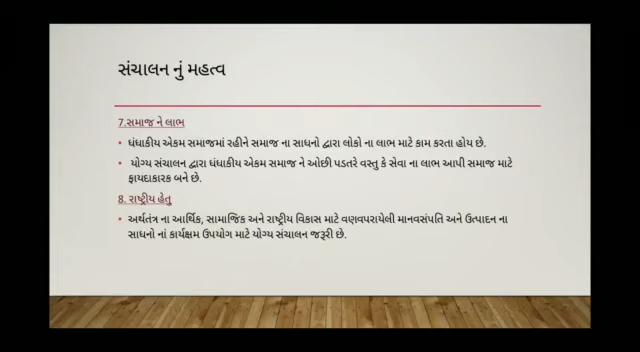 સંચાલન નું મહત્વ
7.સમાજ ને લાભ
• ધંધાકીય એકમ સમાજમાં રહીને સમાજ ના સાધનો દ્વારા લોકો ના લાભ માટે કામ કરતા હોય છે.
• યોગ્ય સંચાલન દ્વારા ધંધાકીય એકમ સમાજ ને ઓછી પડતરે વસ્તુ કે સેવા ના લાભ આપી સમાજ માટે
ફાયદાકારક બને છે.
8. રાષ્ટ્રીય હેતુ
• અર્થતંત્ર ના આર્થિક, સામાજિક અને રાષ્ટ્રીય વિકાસ માટે વણવપરાયેલી માનવસંપતિ અને ઉત્પાદન ના
સાધનો નાં કાર્યક્ષમ ઉપયોગ માટે યોગ્ય સંચાલન જરૂરી છે.